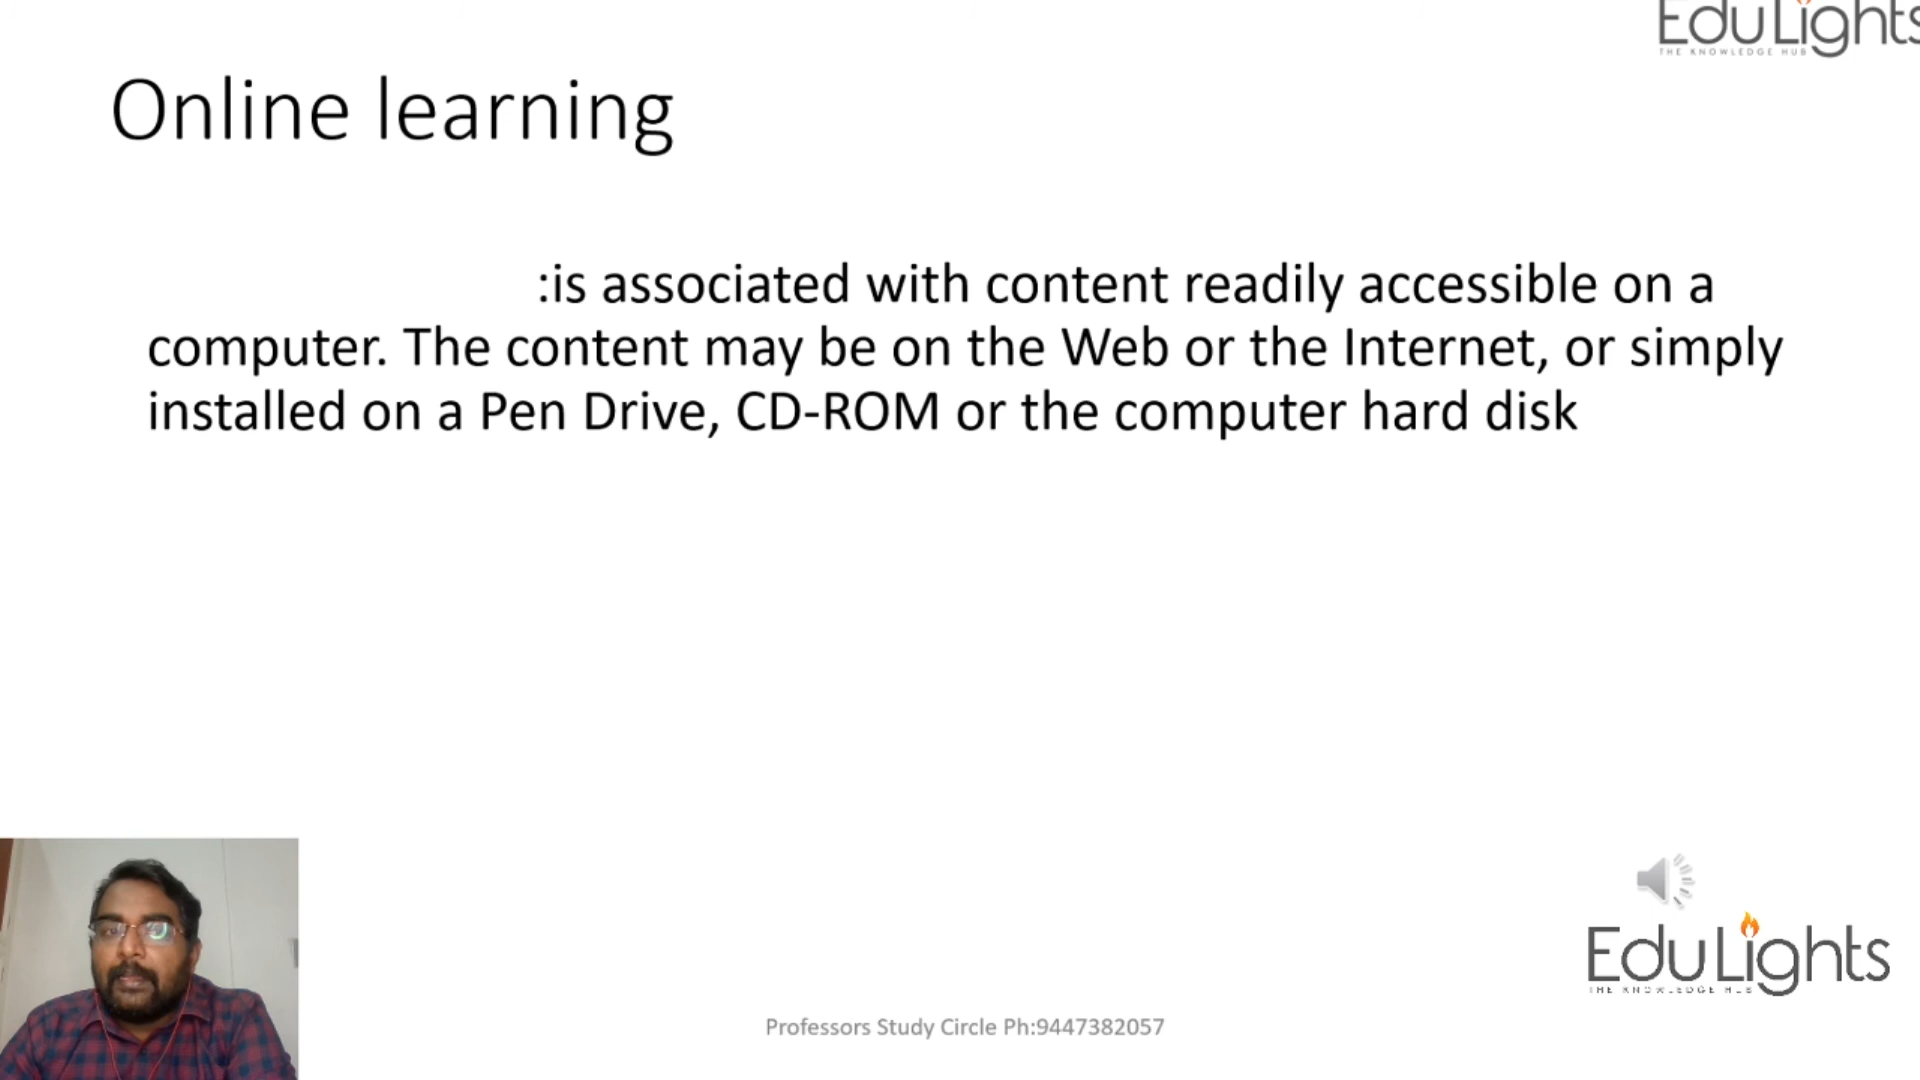 EduLights
THE KNOWLEDGE HUB
Online learning
:is associated with content readily accessible on a
computer. The content may be on the Web or the Internet, or simply
installed on a Pen Drive, CD-ROM or the computer hard disk
EduLights
THE KNOWLEDGE HUB
Professors Study Circle Ph:9447382057